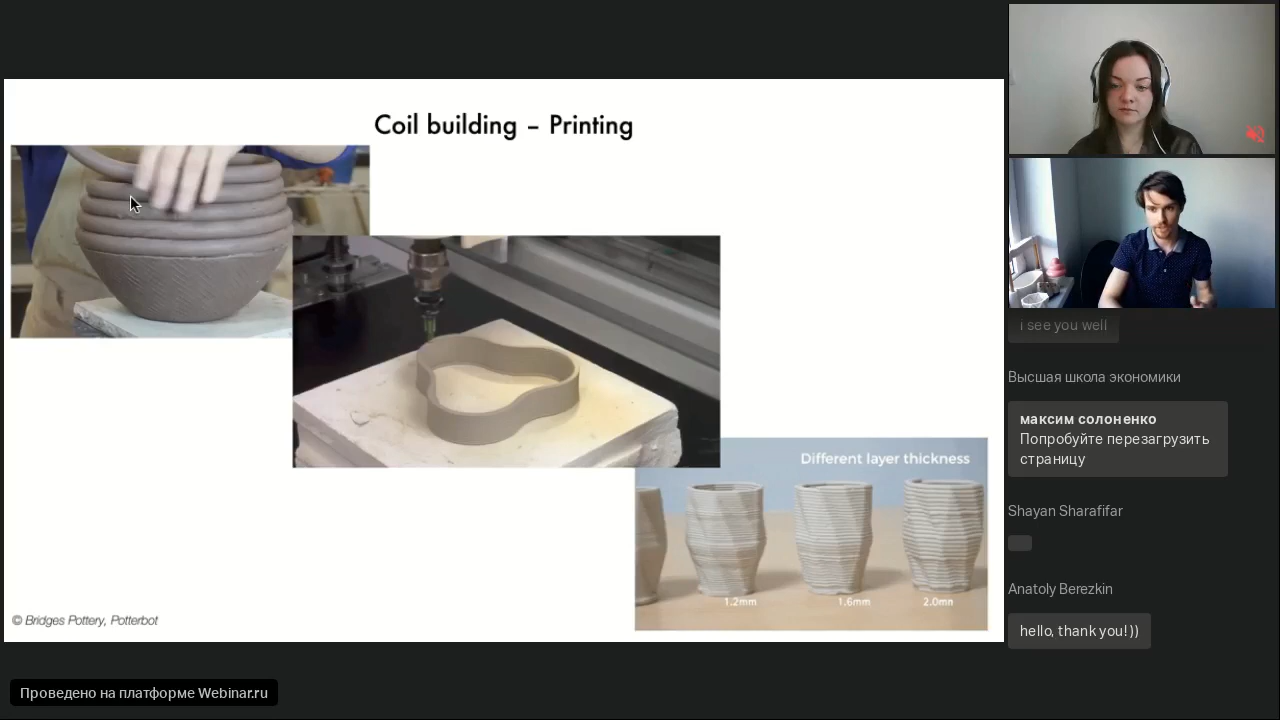 Coil building – Printing
Different layer thickness
1.2mm
1.6mm
2.0mm
© Bridges Pottery, Potterbot
Проведено на платформе Webinar.ru
I see you well
Высшая школа экономики
максим солоненко
Попробуйте перезагрузить
страницу
Shayan Sharafifar
Anatoly Berezkin
hello, thank you!))